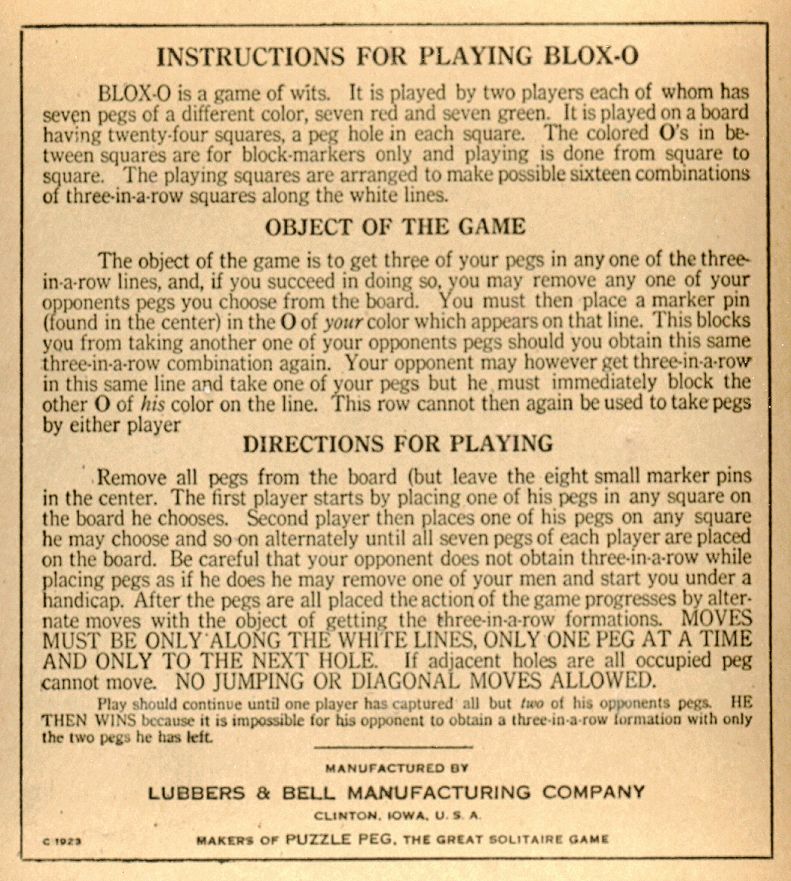 INSTRUCTIONS FOR PLAYING BLOX-O
BLOX-O is a game of wits. It is played by two players each of whom has
seven pegs of a different color, seven red and seven green. It is played on a board
having twenty-four squares, a peg hole in each square. The colored O's in be-
tween squares are for block-markers only and playing is done from square to
square. The playing squares are arranged to make possible sixteen combinations
of three-in-a-row squares along the white lines.
OBJECT OF THE GAME
The object of the game is to get three of your pegs in any one of the three-
in-a-row lines, and, if you succeed in doing so, you may remove any one of your
opponents pegs you choose from the board. You must then place a marker pin
(found in the center) in the O of your color which appears on that line. This blocks
you from taking another one of your opponents pegs should you obtain this same
three-in-a-row combination again. Your opponent may however get three-in-a-row
in this same line and take one of your pegs but he must immediately block the
other O of his color on the line. This row cannot then again be used to take pegs
by either player
DIRECTIONS FOR PLAYING
Remove all pegs from the board (but leave the eight small marker pins
in the center. The first player starts by placing one of his pegs in any square on
the board he chooses. Second player then places one of his pegs on any square
he may choose and so on alternately until all seven pegs of each player are placed
on the board. Be careful that your opponent does not obtain three-in-a-row while
placing pegs as if he does he may remove one of your men and start you under a
handicap. After the pegs are all placed the action of the game progresses by alter-
nate moves with the object of getting the three-in-a-row formations. MOVES
MUST BE ONLY ALONG THE WHITE LINES, ONLY ONE PEG AT A TIME
AND ONLY TO THE NEXT HOLE. If adjacent holes are all occupied peg
cannot move. NO JUMPING OR DIAGONAL MOVES ALLOWED.
Play should continue until one player has captured all but two of his opponents pegs. HE
THEN WINS because it is impossible for his opponent to obtain a three-in-a-row formation with only
the two pegs he has left.
MANUFACTURED BY
LUBBERS & BELL MANUFACTURING COMPANY
CLINTON, IOWA, U. S. A.
C 1923 MAKERS OF PUZZLE PEG, THE GREAT SOLITAIRE GAME